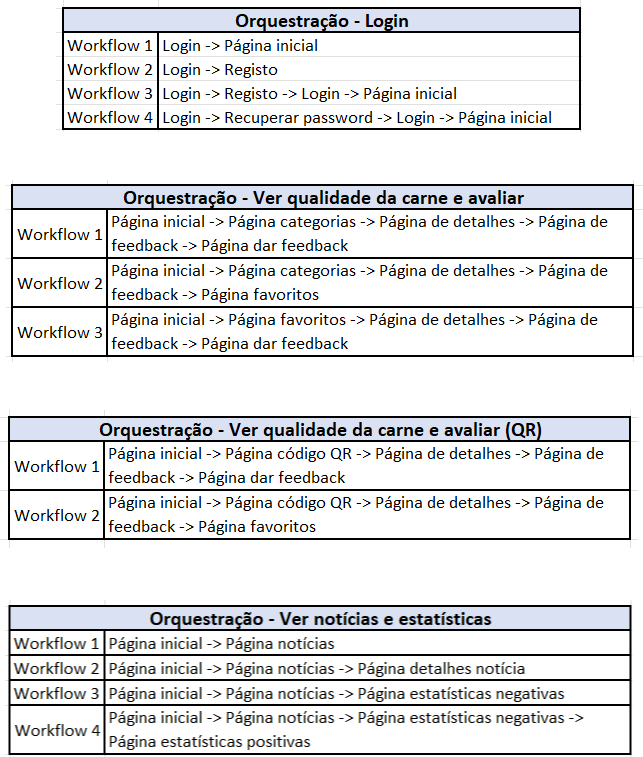 Orquestração - Login
Workflow 1 Login -> Página inicial
Workflow 2 Login -> Registo
Workflow 3 Login -> Registo -> Login -> Página inicial
Workflow 4 Login -> Recuperar password -> Login -> Página inicial
Orquestração - Ver qualidade da carne e avaliar
Workflow 1 Página inicial -> Página categorias -> Página de detalhes -> Página de
feedback -> Página dar feedback
Workflow 2 Página inicial -> Página categorias -> Página de detalhes -> Página de
feedback -> Página favoritos
Workflow 3 Página inicial -> Página favoritos -> Página de detalhes -> Página de
feedback -> Página dar feedback
Orquestração - Ver qualidade da carne e avaliar (QR)
Workflow 1 Página inicial -> Página código QR -> Página de detalhes -> Página de
feedback -> Página dar feedback
Workflow 2 Página inicial -> Página código QR -> Página de detalhes -> Página de
feedback -> Página favoritos
Orquestração - Ver notícias e estatísticas
Workflow 1 Página inicial -> Página notícias
Workflow 2 Página inicial -> Página notícias -> Página detalhes notícia
Workflow 3 Página inicial -> Página notícias -> Página estatísticas negativas
Workflow 4 Página inicial -> Página notícias -> Página estatísticas negativas ->
Página estatísticas positivas